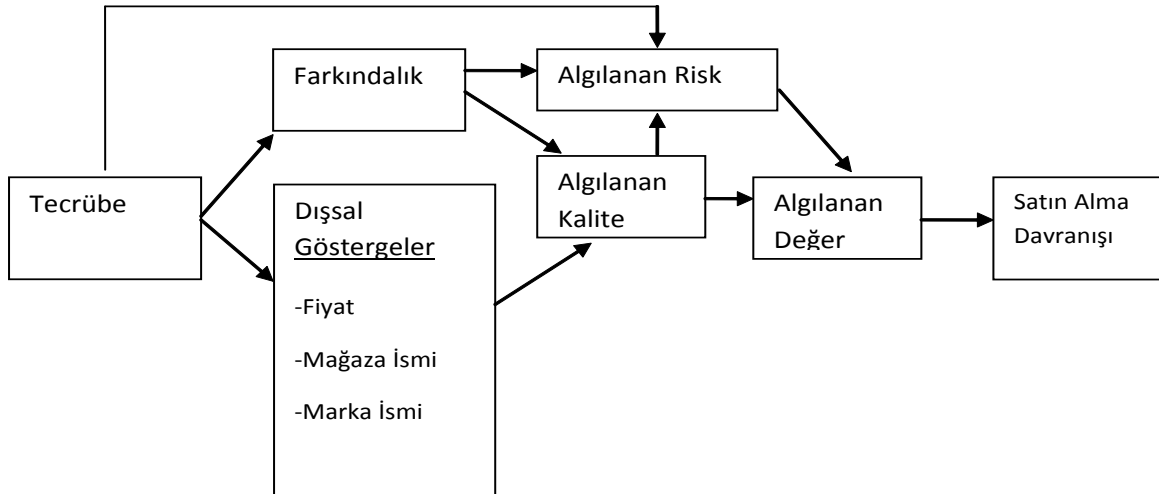 Farkındalık
Algılanan Risk
Tecrübe
Dışsal
Göstergeler
-Fiyat
-Mağaza İsmi
-Marka İsmi
Algılanan
Kalite
Algılanan
Değer
Satın Alma
Davranışı